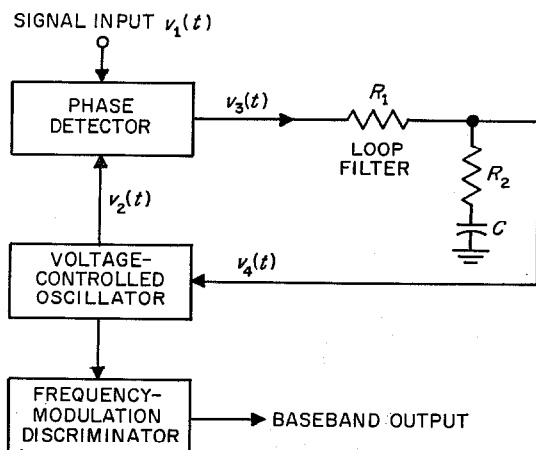 SIGNAL INPUT v₁(t)
PHASE
DETECTOR
v₃(t)
R₁
LOOP
FILTER
R₂
C
v₂(t)
VOLTAGE–
CONTROLLED
OSCILLATOR
v₄(t)
FREQUENCY–
MODULATION
DISCRIMINATOR
BASEBAND OUTPUT